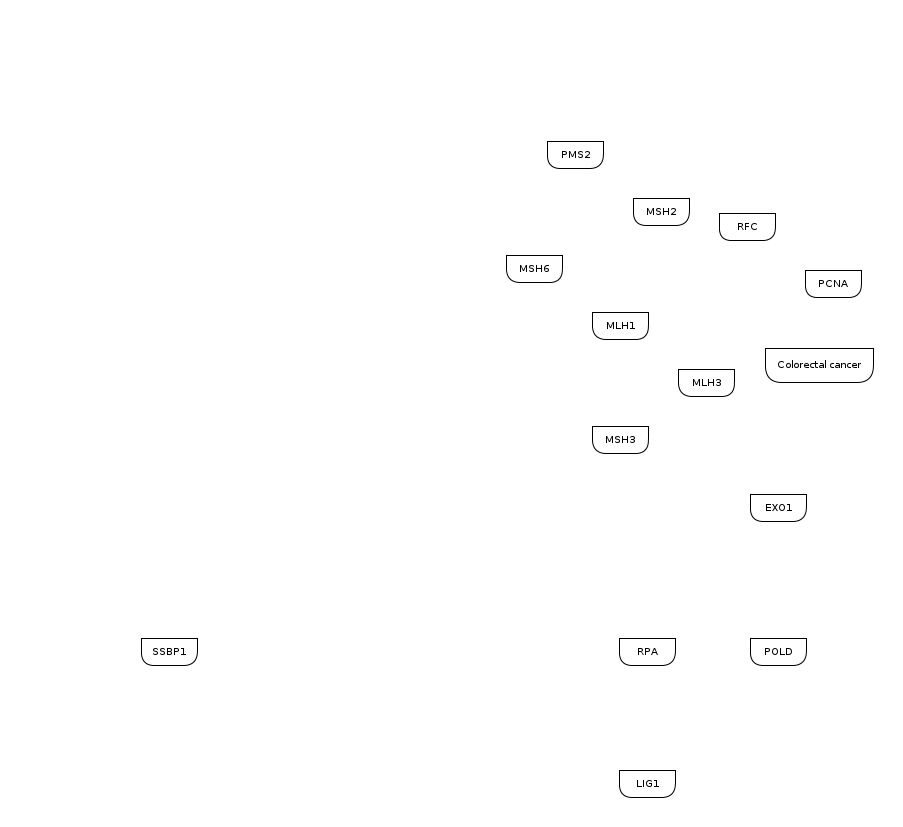 PMS2
MSH2
RFC
MSH6
PCNA
MLH1
Colorectal cancer
MLH3
MSH3
EXO1
SSBP1
RPA
POLD
LIG1